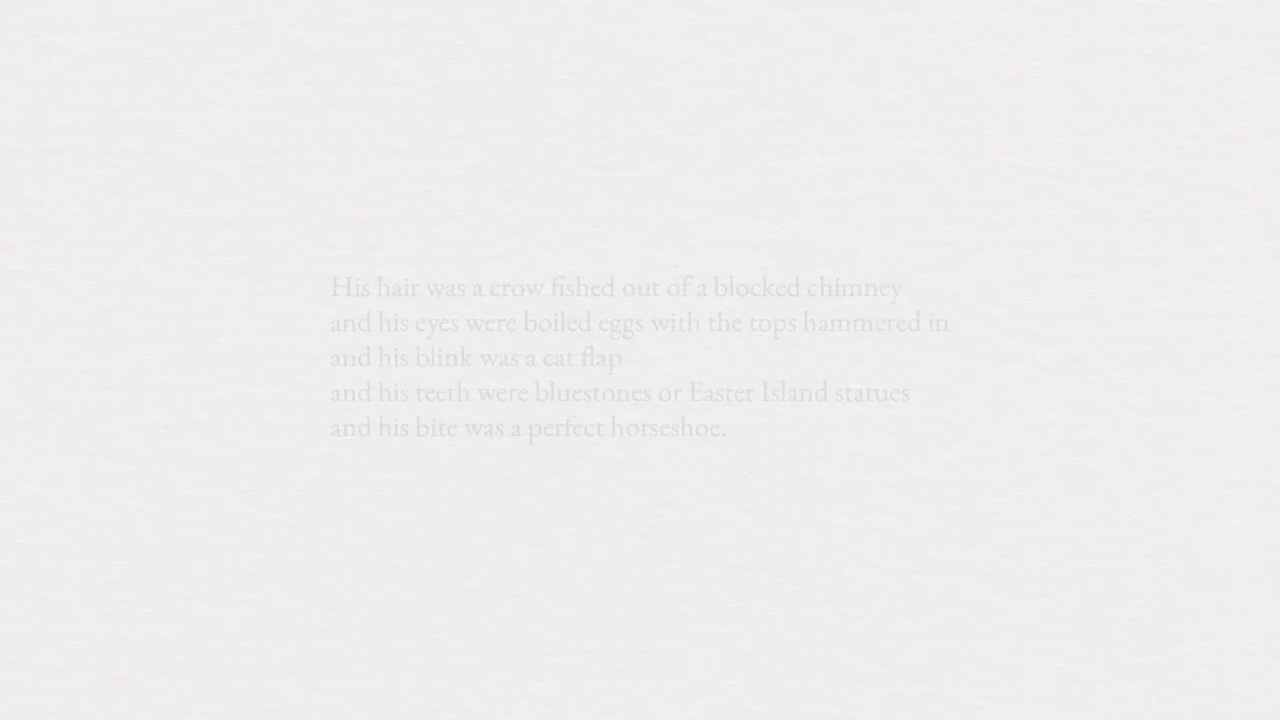 His hair was a crow fished out of a blocked chimney
and his eyes were boiled eggs with the tops hammered in
and his blink was a cat flap
and his teeth were bluestones or Easter Island statues
and his bite was a perfect horseshoe.